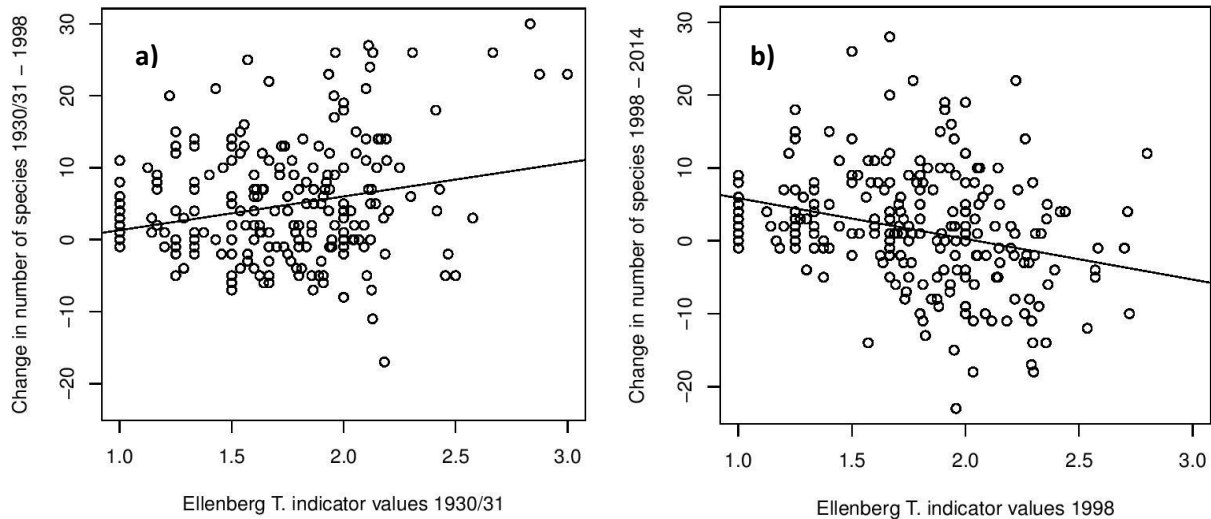 a)
Change in number of species 1930/31 − 1998
30
20
10
0
−10
−20
1.0 1.5 2.0 2.5 3.0
Ellenberg T. indicator values 1930/31
b)
Change in number of species 1998 − 2014
30
20
10
0
−10
−20
1.0 1.5 2.0 2.5 3.0
Ellenberg T. indicator values 1998